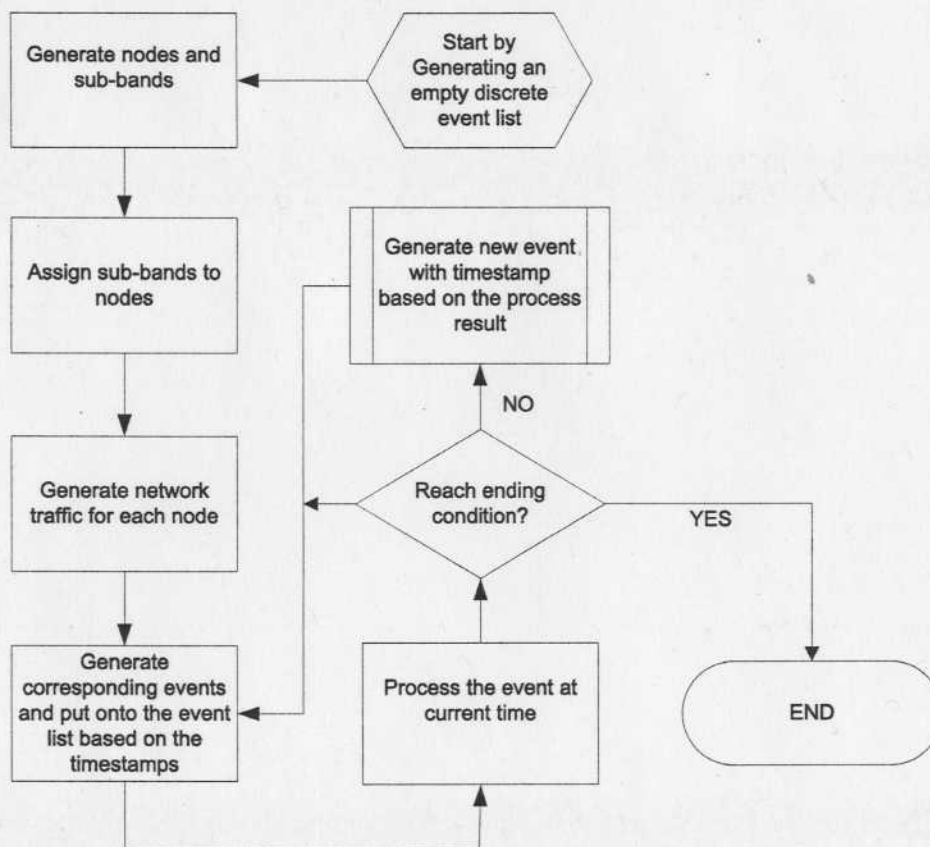 Start by
Generating an
empty discrete
event list
Generate nodes and
sub-bands
Assign sub-bands to
nodes
Generate network
traffic for each node
Generate
corresponding events
and put onto the event
list based on the
timestamps
Process the event at
current time
Reach ending
condition?
NO
YES
Generate new event
with timestamp
based on the process
result
END